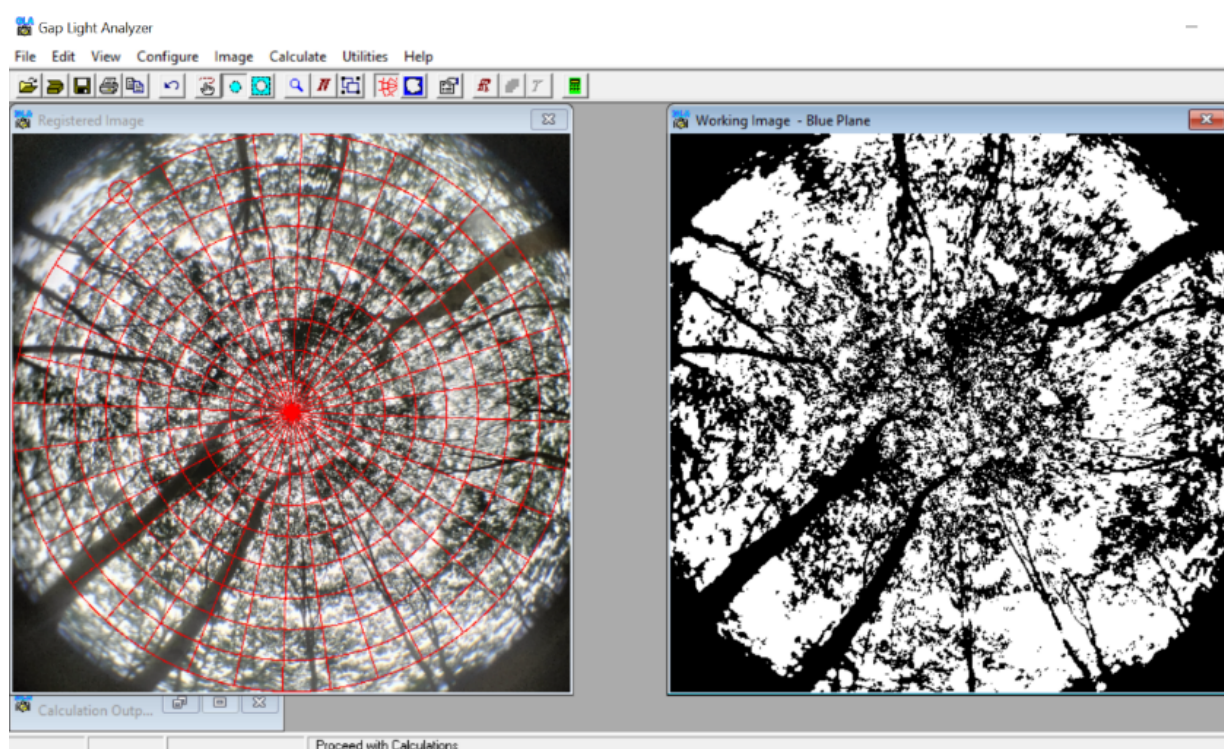 Gap Light Analyzer
File Edit View Configure Image Calculate Utilities Help
Registered Image
Working Image - Blue Plane
Calculation Outp...
Proceed with Calculations